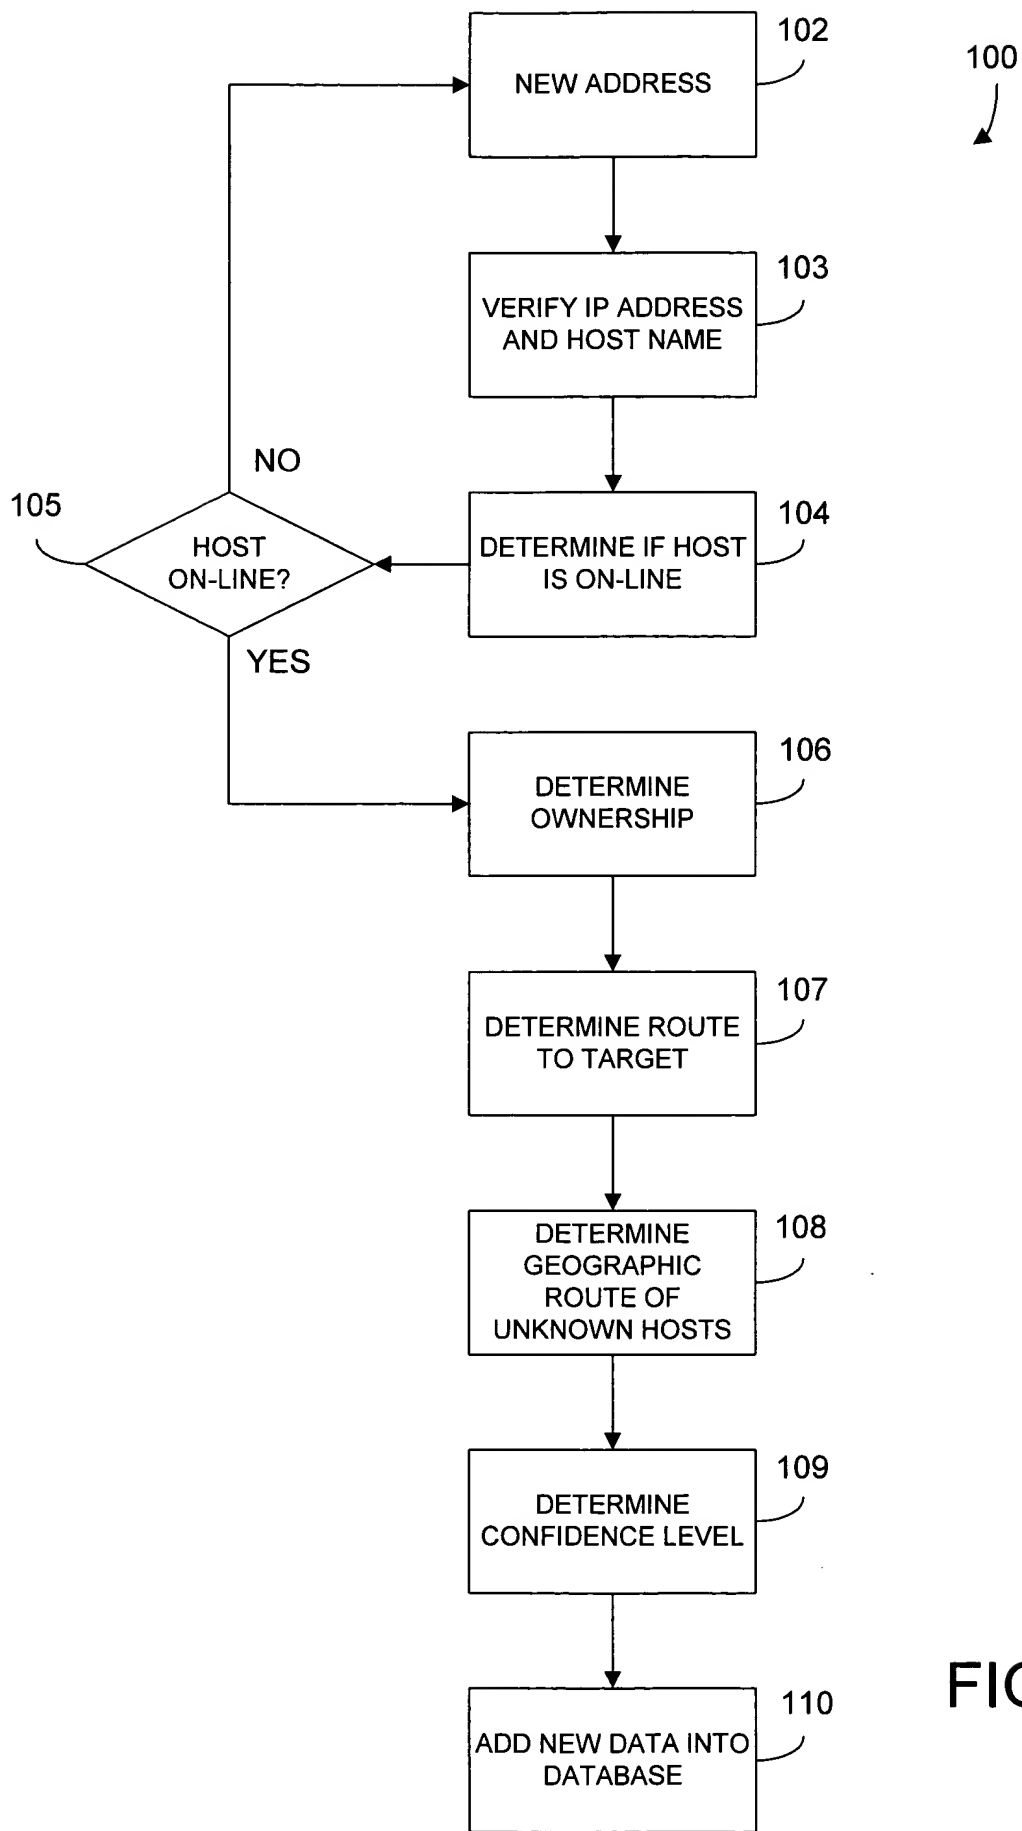 102
100
NEW ADDRESS
103
VERIFY IP ADDRESS
AND HOST NAME
NO
105
104
HOST
ON-LINE?
DETERMINE IF HOST
IS ON-LINE
YES
106
DETERMINE
OWNERSHIP
107
DETERMINE ROUTE
TO TARGET
108
DETERMINE
GEOGRAPHIC
ROUTE OF
UNKNOWN HOSTS
109
DETERMINE
CONFIDENCE LEVEL
110
ADD NEW DATA INTO
DATABASE